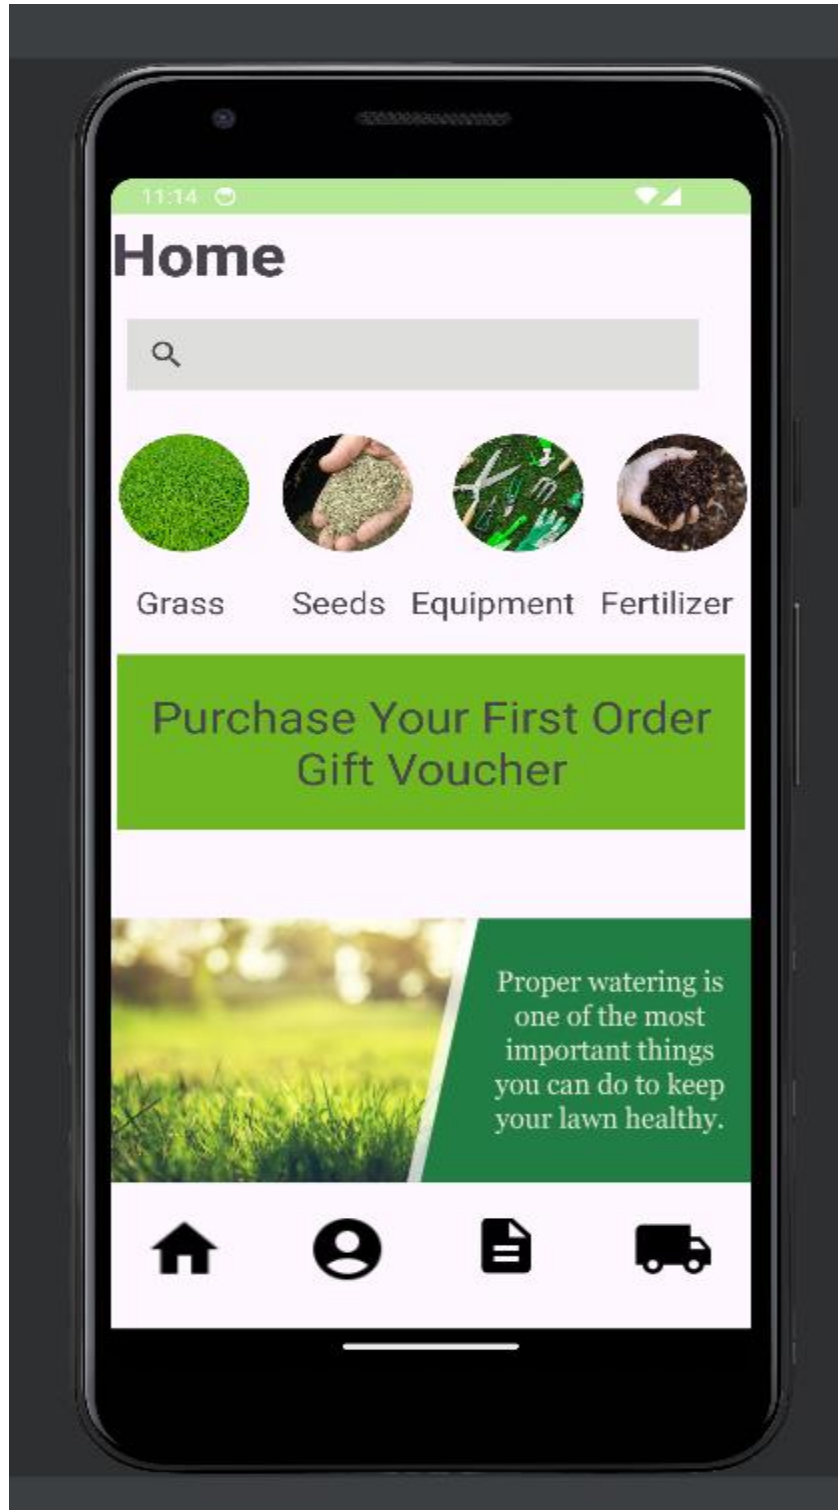 11:14
Home
Grass Seeds Equipment Fertilizer
Purchase Your First Order
Gift Voucher
Proper watering is
one of the most
important things
you can do to keep
your lawn healthy.